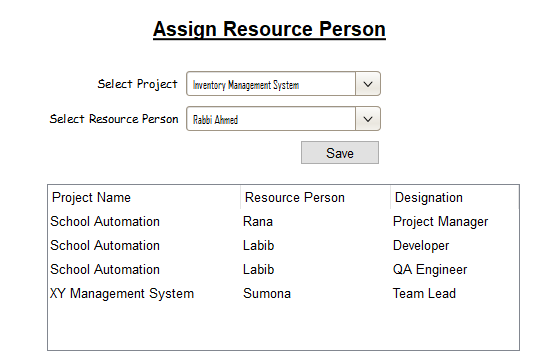 Assign Resource Person
Select Project Inventory Management System
Select Resource Person Rabbi Ahmed
Save
Project Name Resource Person Designation
School Automation Rana Project Manager
School Automation Labib Developer
School Automation Labib QA Engineer
XY Management System Sumona Team Lead